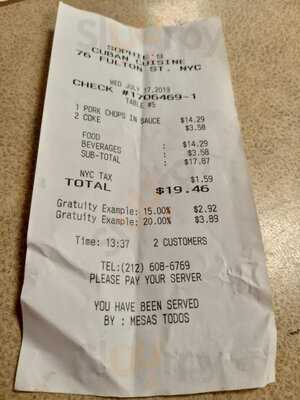 SOPHIE'S
CUBAN CUISINE
76 FULTON ST. NYC
WED JULY 17,2019
CHECK #1706469-1
TABLE #5
1 PORK CHOPS IN SAUCE $14.29
2 COKE $3.58
FOOD : $14.29
BEVERAGES : $3.58
SUB-TOTAL : $17.87
NYC TAX $1.59
TOTAL $19.46
Gratuity Example: 15.00% $2.92
Gratuity Example: 20.00% $3.89
Time: 13:37 2 CUSTOMERS
TEL:(212) 608-6769
PLEASE PAY YOUR SERVER
YOU HAVE BEEN SERVED
BY : MESAS TODOS